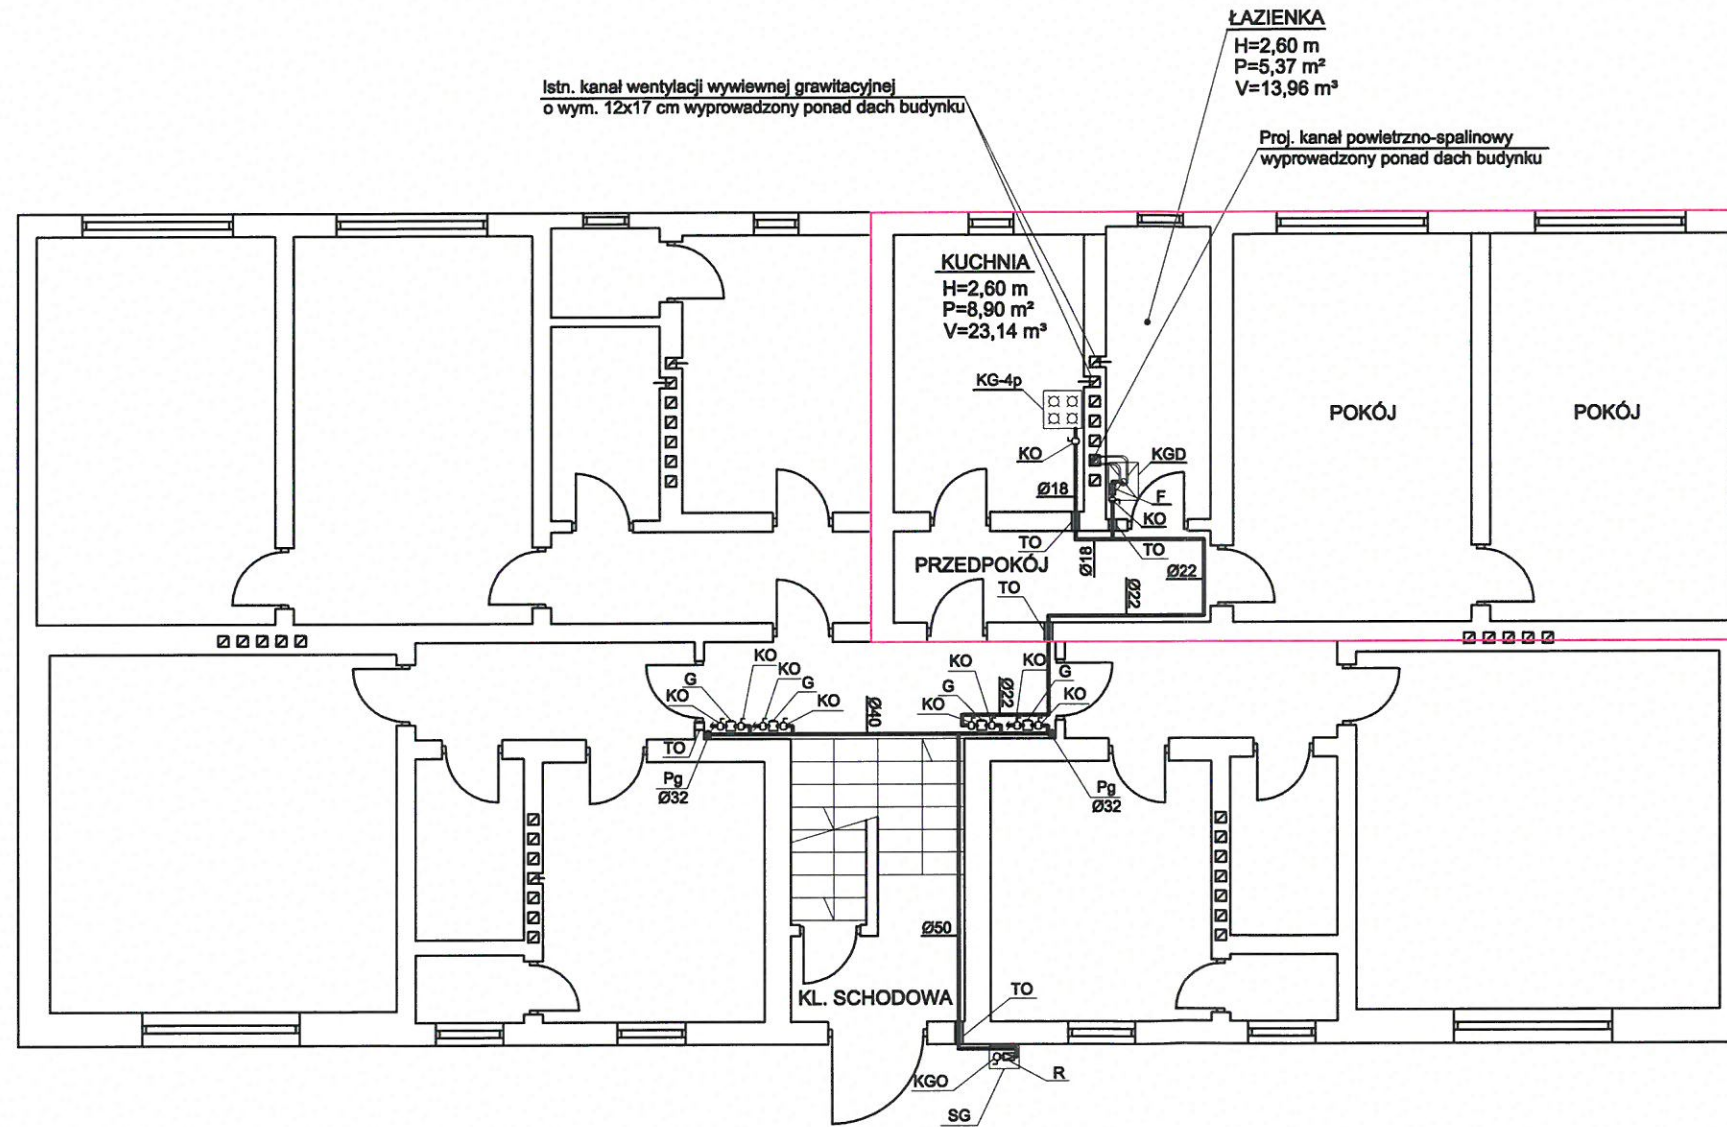 ŁAZIENKA
H=2,60 m
P=5,37 m²
V=13,96 m³
Istn. kanał wentylacji wywiewnej grawitacyjnej
o wym. 12x17 cm wyprowadzony ponad dach budynku
Proj. kanał powietrzno-spalinowy
wyprowadzony ponad dach budynku
KUCHNIA
H=2,60 m
P=8,90 m²
V=23,14 m³
KG-4p
POKÓJ
POKÓJ
KO
KGD
Ø18
F
KO
TO
TO
Ø18
PRZEDPOKÓJ
Ø22
Ø22
TO
KO
KO
G
G
KO
KO
KO
KO
G
G
KO
KO
Ø22
Ø40
TO
Pg
Ø32
Pg
Ø32
Ø50
KL. SCHODOWA
TO
KGO
R
SG